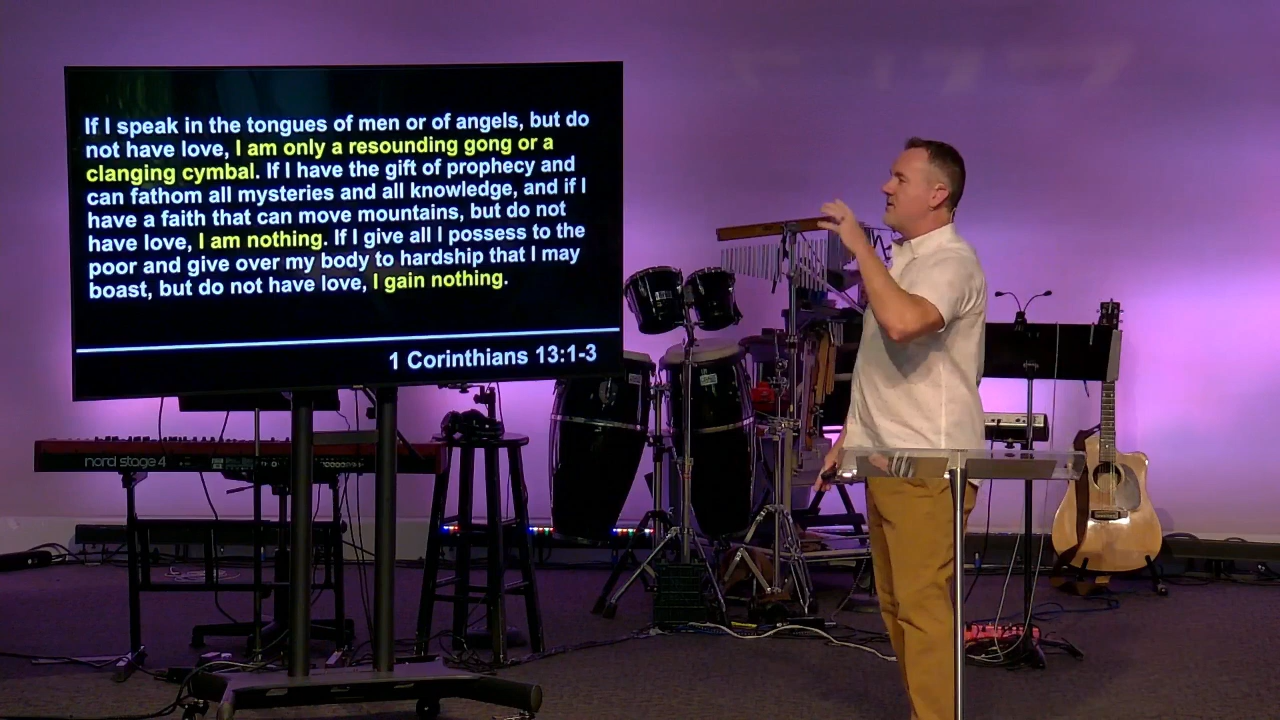 If I speak in the tongues of men or of angels, but do
not have love, I am only a resounding gong or a
clanging cymbal. If I have the gift of prophecy and
can fathom all mysteries and all knowledge, and if I
have a faith that can move mountains, but do not
have love, I am nothing. If I give all I possess to the
poor and give over my body to hardship that I may
boast, but do not have love, I gain nothing.
1 Corinthians 13:1-3
nord stage 4